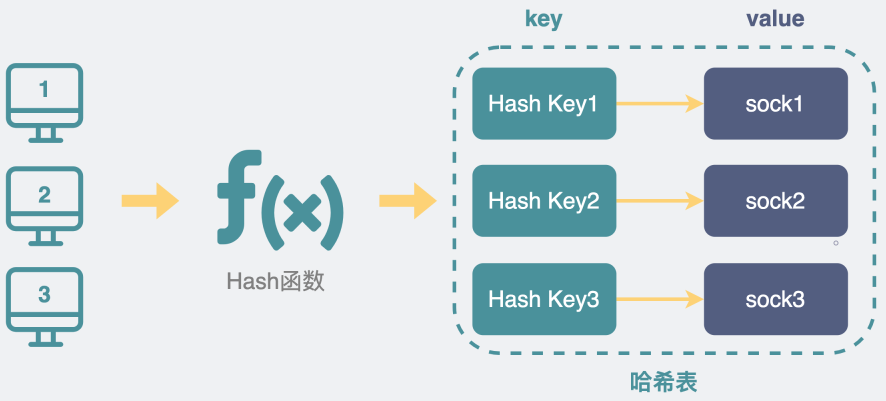 key
value
1
2
3
f(x)
Hash函数
Hash Key1
sock1
Hash Key2
sock2
Hash Key3
sock3
哈希表